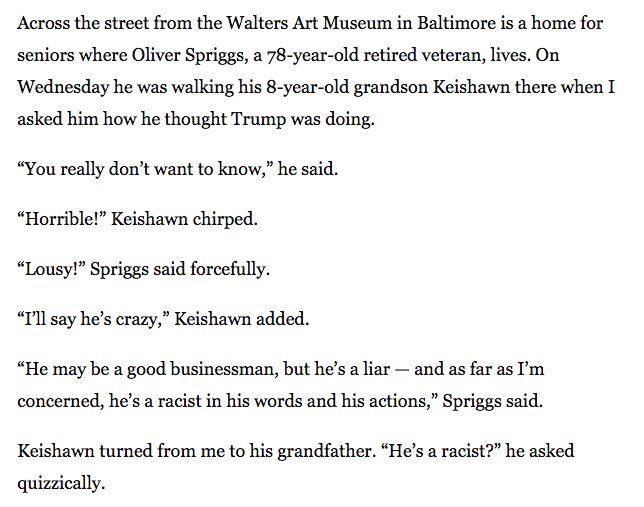 Across the street from the Walters Art Museum in Baltimore is a home for
seniors where Oliver Spriggs, a 78-year-old retired veteran, lives. On
Wednesday he was walking his 8-year-old grandson Keishawn there when I
asked him how he thought Trump was doing.
“You really don’t want to know,” he said.
“Horrible!” Keishawn chirped.
“Lousy!” Spriggs said forcefully.
“I’ll say he’s crazy,” Keishawn added.
“He may be a good businessman, but he’s a liar — and as far as I’m
concerned, he’s a racist in his words and his actions,” Spriggs said.
Keishawn turned from me to his grandfather. “He’s a racist?” he asked
quizzically.